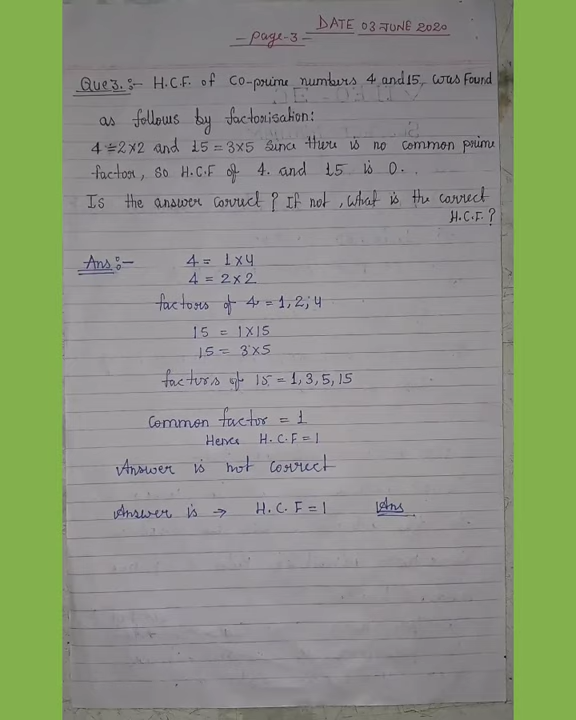 DATE 03 JUNE 2020
- page-3 -
Que 3. :- H.C.F. of Co-prime numbers 4 and 15, was found
as follows by factorisation:
4 = 2×2 and 15 = 3×5 since there is no common prime
factor, so H.C.F of 4. and 15 is 0.
Is the answer correct ? If not, what is the correct
H.C.F.?
Ans :- 4 = 1×4
4 = 2×2
factors of 4 = 1, 2, 4
15 = 1×15
15 = 3×5
factors of 15 = 1, 3, 5, 15
Common factor = 1
Hence H.C.F = 1
Answer is not correct
Answer is → H.C.F = 1 Ans